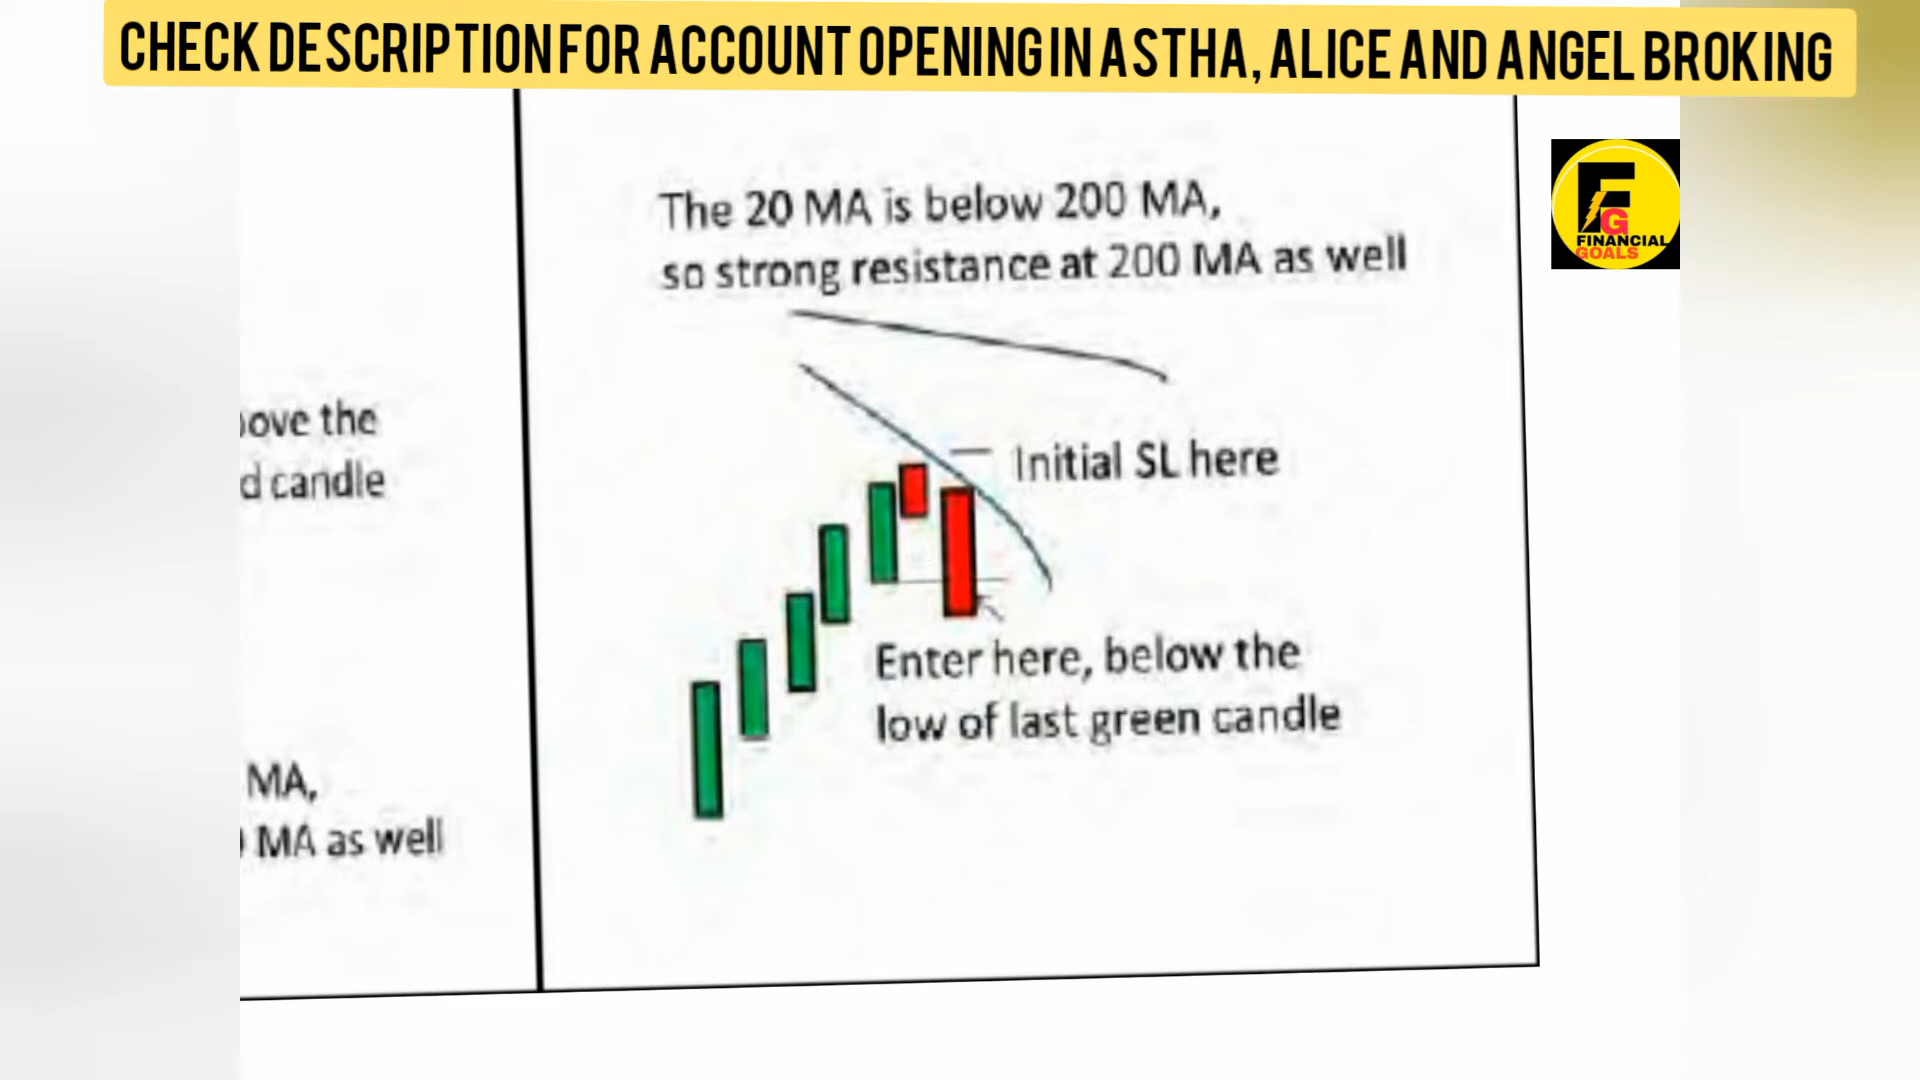 CHECK DESCRIPTION FOR ACCOUNT OPENING IN ASTHA, ALICE AND ANGEL BROKING
FG
FINANCIAL
GOALS
The 20 MA is below 200 MA,
so strong resistance at 200 MA as well
Initial SL here
Enter here, below the
low of last green candle
the
candle
MA,
MA as well